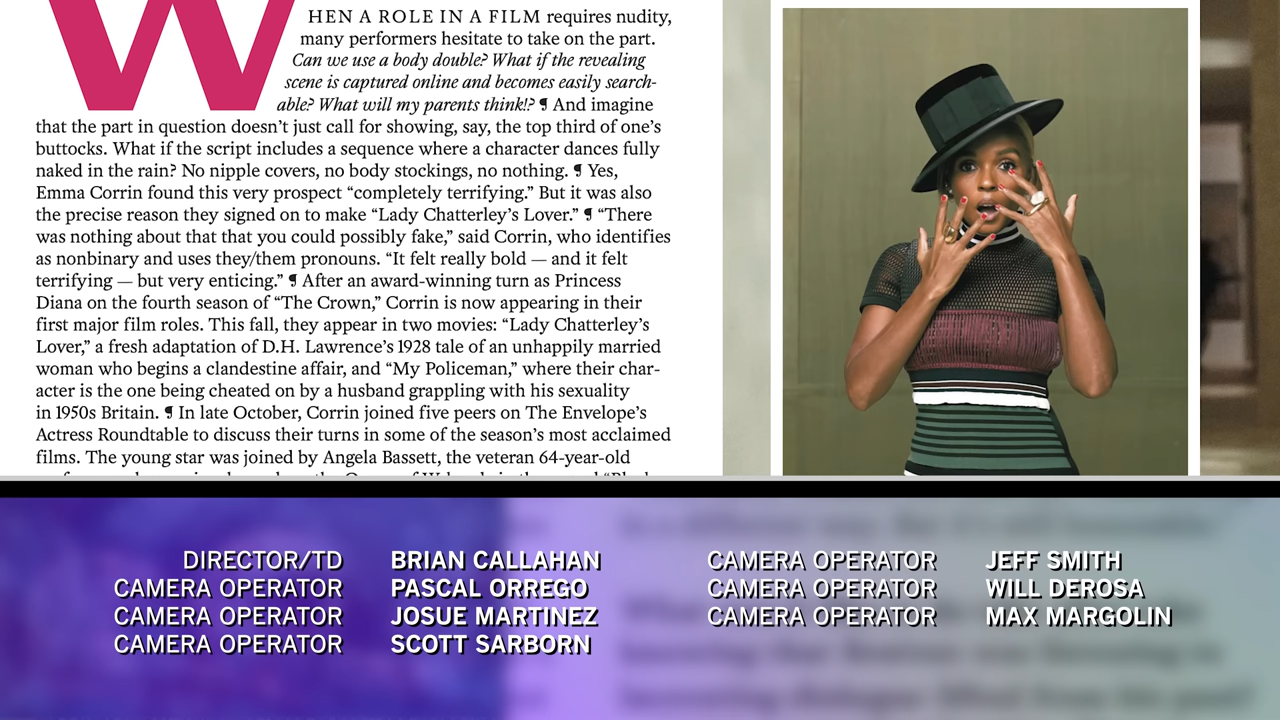 WHEN A ROLE IN A FILM requires nudity,
many performers hesitate to take on the part.
Can we use a body double? What if the revealing
scene is captured online and becomes easily search-
able? What will my parents think!? ¶ And imagine
that the part in question doesn’t just call for showing, say, the top third of one’s
buttocks. What if the script includes a sequence where a character dances fully
naked in the rain? No nipple covers, no body stockings, no nothing. ¶ Yes,
Emma Corrin found this very prospect “completely terrifying.” But it was also
the precise reason they signed on to make “Lady Chatterley’s Lover.” ¶ “There
was nothing about that that you could possibly fake,” said Corrin, who identifies
as nonbinary and uses they/them pronouns. “It felt really bold — and it felt
terrifying — but very enticing.” ¶ After an award-winning turn as Princess
Diana on the fourth season of “The Crown,” Corrin is now appearing in their
first major film roles. This fall, they appear in two movies: “Lady Chatterley’s
Lover,” a fresh adaptation of D.H. Lawrence’s 1928 tale of an unhappily married
woman who begins a clandestine affair, and “My Policeman,” where their char-
acter is the one being cheated on by a husband grappling with his sexuality
in 1950s Britain. ¶ In late October, Corrin joined five peers on The Envelope’s
Actress Roundtable to discuss their turns in some of the season’s most acclaimed
films. The young star was joined by Angela Bassett, the veteran 64-year-old
DIRECTOR/TD BRIAN CALLAHAN
CAMERA OPERATOR PASCAL ORREGO
CAMERA OPERATOR JOSUE MARTINEZ
CAMERA OPERATOR SCOTT SARBORN
CAMERA OPERATOR JEFF SMITH
CAMERA OPERATOR WILL DEROSA
CAMERA OPERATOR MAX MARGOLIN